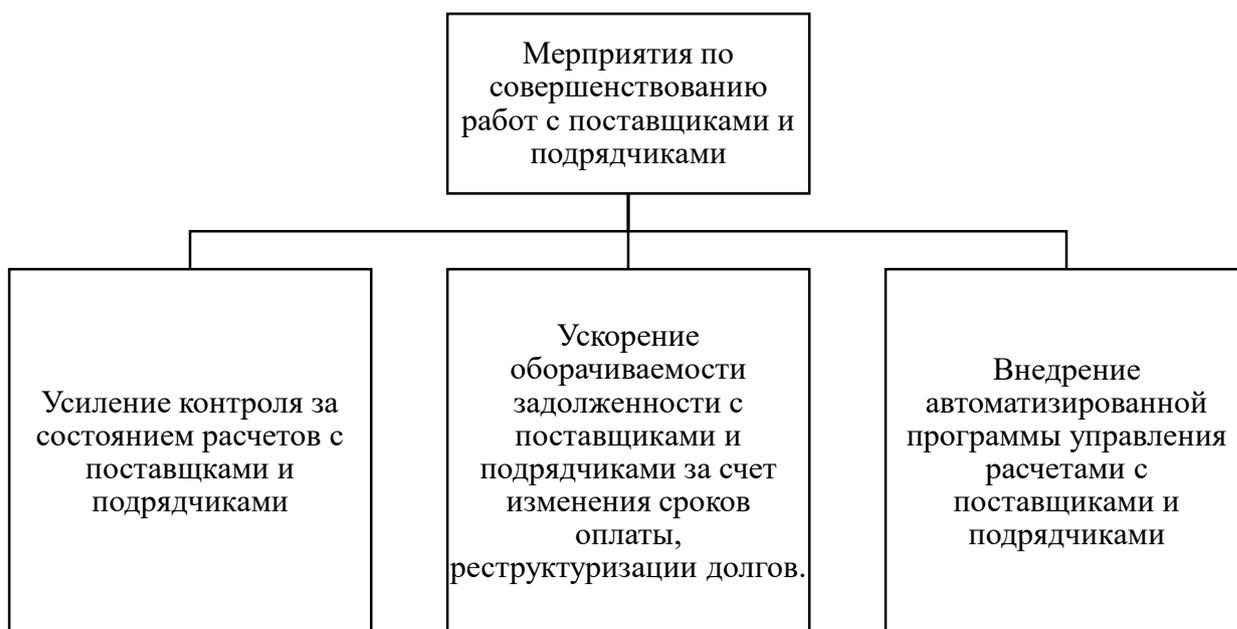 Мерприятия по
совершенствованию
работ с поставщиками и
подрядчиками
Усиление контроля за
состоянием расчетов с
поставщками и
подрядчиками
Ускорение
оборачиваемости
задолженности с
поставщиками и
подрядчиками за счет
изменения сроков
оплаты,
реструктуризации долгов.
Внедрение
автоматизированной
программы управления
расчетами с
поставщиками и
подрядчиками